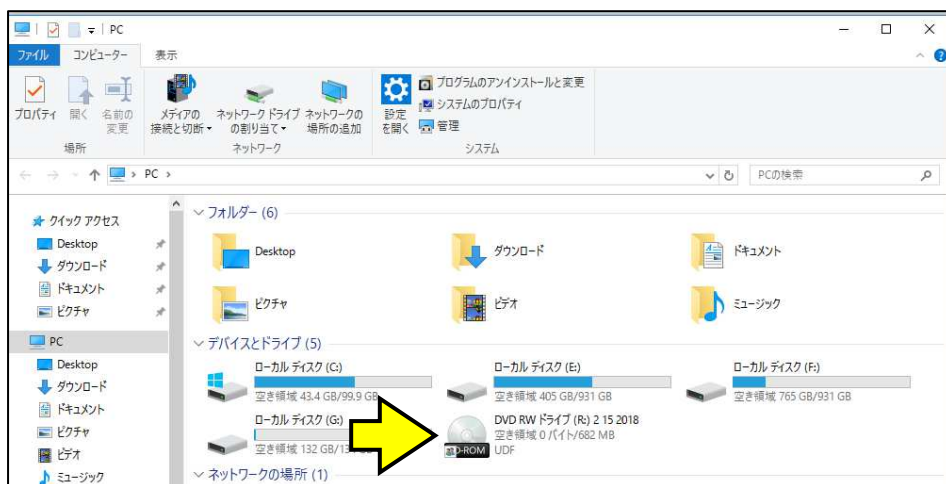 PC
ファイル コンピューター 表示
プロパティ 開く 名前の変更
メディアの接続と切断 ネットワーク ドライブの割り当て ネットワークの場所の追加
設定を開く プログラムのアンインストールと変更
システムのプロパティ
管理
場所 ネットワーク システム
PC PCの検索
クイック アクセス
Desktop
ダウンロード
ドキュメント
ピクチャ
PC
Desktop
ダウンロード
ドキュメント
ピクチャ
ビデオ
ミュージック
フォルダー (6)
Desktop ダウンロード ドキュメント
ピクチャ ビデオ ミュージック
デバイスとドライブ (5)
ローカル ディスク (C:)
空き領域 43.4 GB/99.9 GB
ローカル ディスク (E:)
空き領域 405 GB/931 GB
ローカル ディスク (F:)
空き領域 765 GB/931 GB
ローカル ディスク (G:)
空き領域 132 GB/
DVD RW ドライブ (R:) 2 15 2018
空き領域 0 バイト/682 MB
UDF
D-ROM
ネットワークの場所 (1)